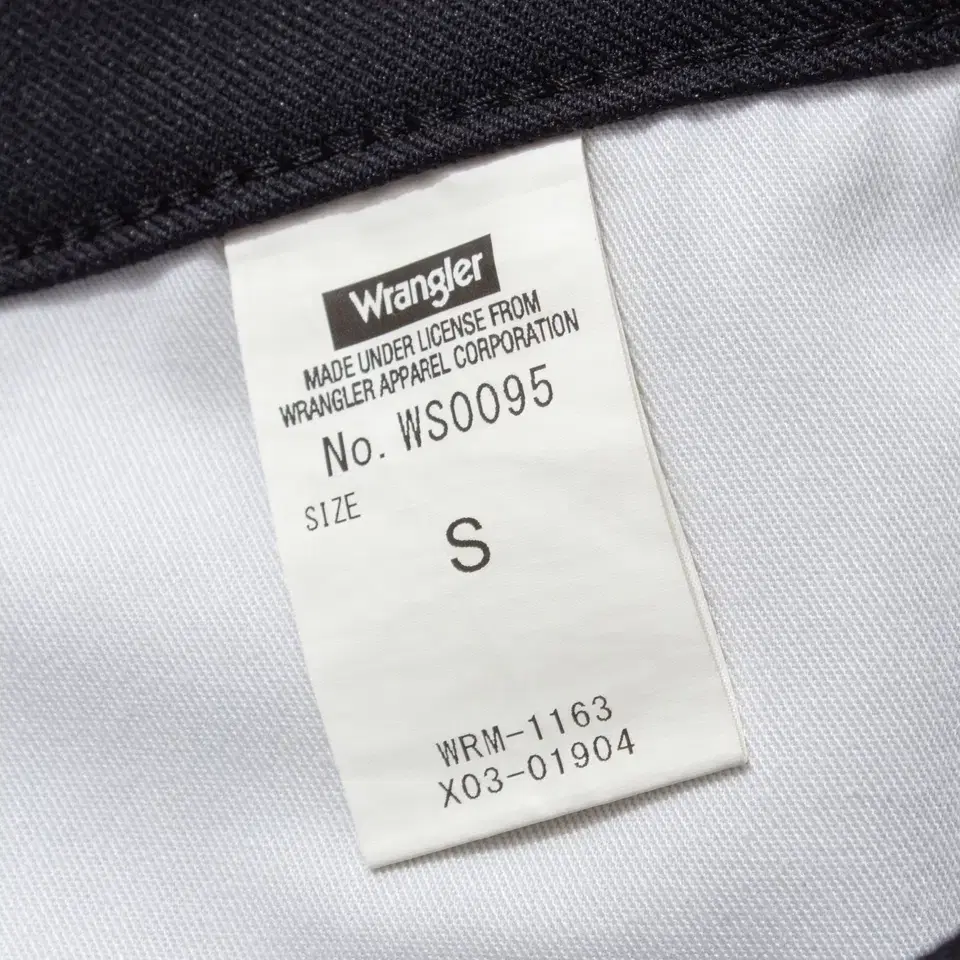 Wrangler
MADE UNDER LICENSE FROM
WRANGLER APPAREL CORPORATION
No. WS0095
SIZE
S
WRM-1163
X03-01904